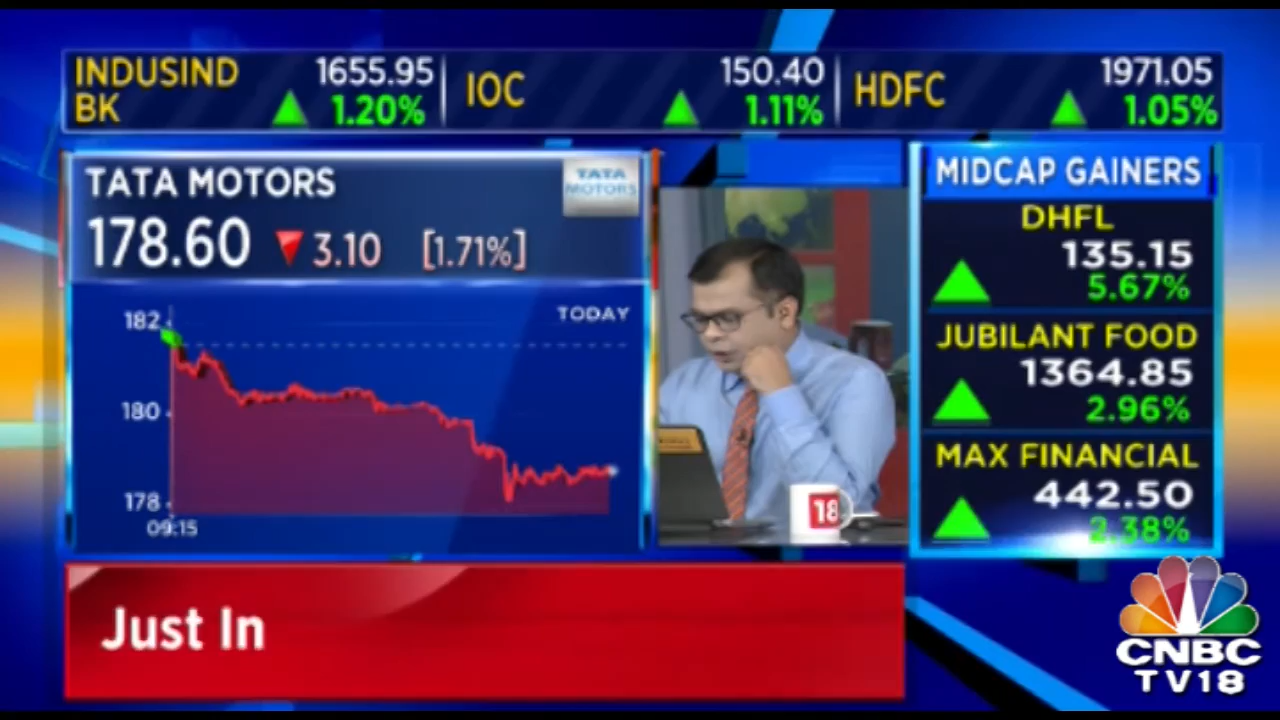 INDUSIND BK 1655.95 1.20%
IOC 150.40 1.11%
HDFC 1971.05 1.05%
TATA MOTORS
TATA MOTORS
178.60 3.10 [1.71%]
TODAY
182
180
178
09:15
18
MIDCAP GAINERS
DHFL
135.15
5.67%
JUBILANT FOOD
1364.85
2.96%
MAX FINANCIAL
442.50
2.38%
Just In
CNBC
TV18